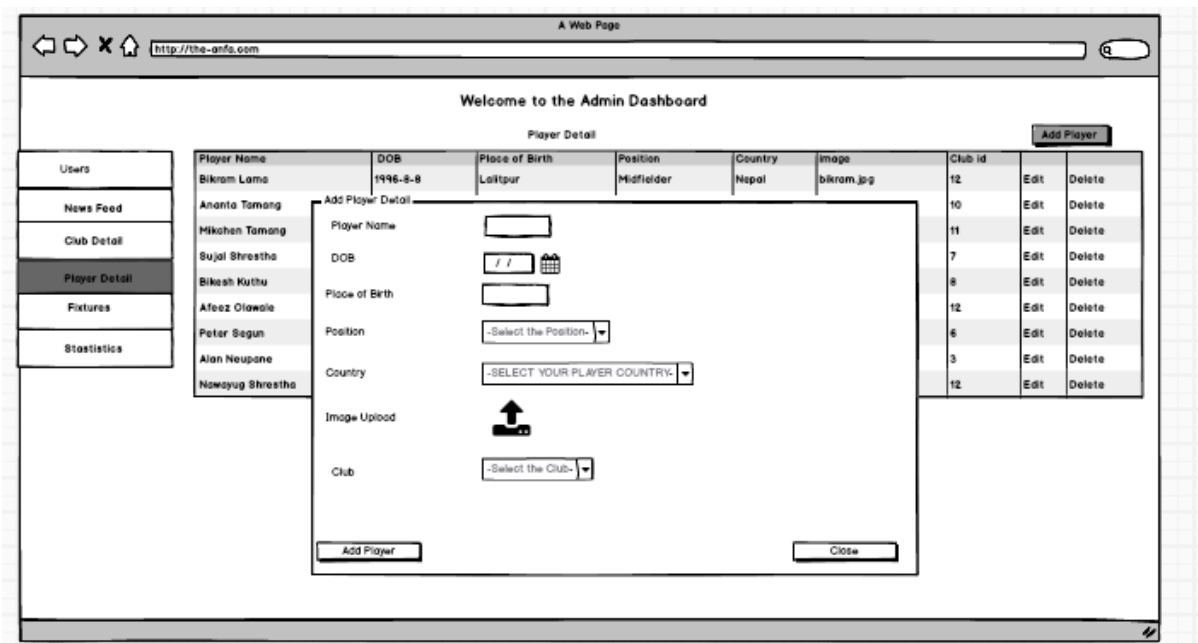 A Web Page
http://the-anfa.com
Welcome to the Admin Dashboard
Player Detail
Add Player
Users
News Feed
Club Detail
Player Detail
Fixtures
Stastistics
Player Name DOB Place of Birth Position Country image Club id
Bikram Lama 1996-8-8 Lalitpur Midfielder Nepal bikram.jpg 12 Edit Delete
Ananta Tamang 10 Edit Delete
Mikchen Tamang 11 Edit Delete
Sujal Shrestha 7 Edit Delete
Bikesh Kuthu 8 Edit Delete
Afeez Olawale 12 Edit Delete
Peter Segun 6 Edit Delete
Alan Neupane 3 Edit Delete
Nawayug Shrestha 12 Edit Delete
Add Player Detail
Player Name
DOB / /
Place of Birth
Position -Select the Position-
Country -SELECT YOUR PLAYER COUNTRY-
Image Upload
Club -Select the Club-
Add Player Close